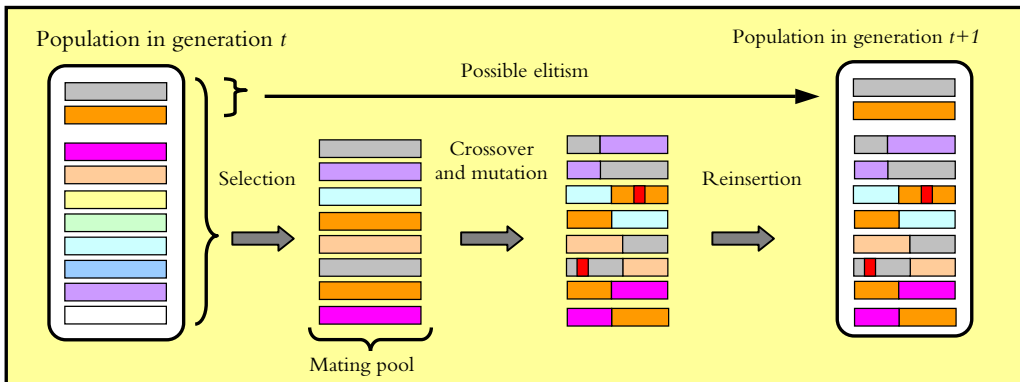 Population in generation t
Population in generation t+1
Possible elitism
Selection
Crossover
and mutation
Reinsertion
Mating pool